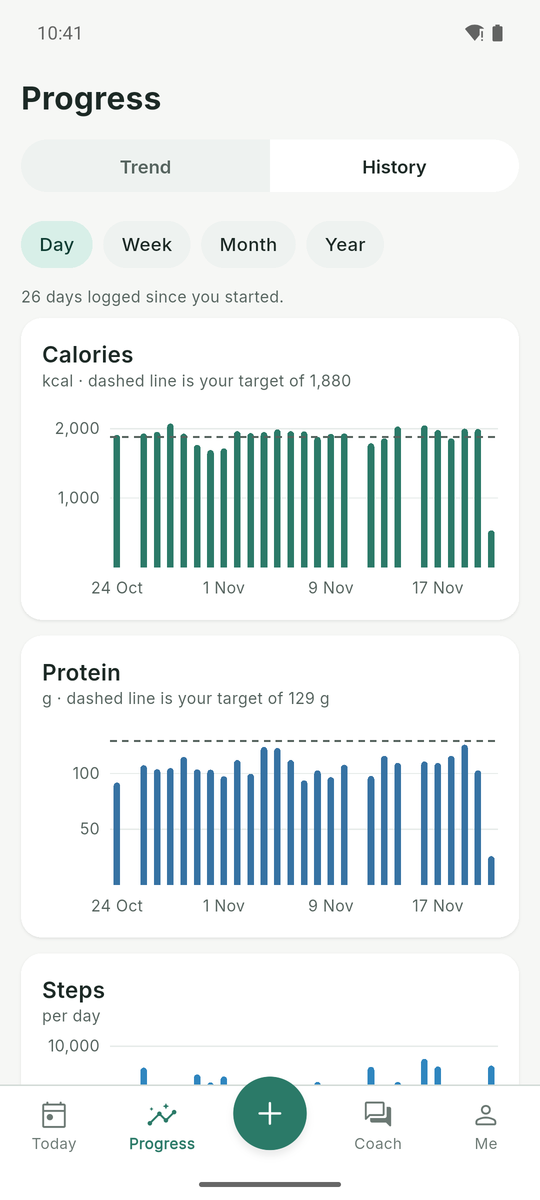 10:41
Progress
Trend History
Day Week Month Year
26 days logged since you started.
Calories
kcal · dashed line is your target of 1,880
2,000
1,000
24 Oct 1 Nov 9 Nov 17 Nov
Protein
g · dashed line is your target of 129 g
100
50
24 Oct 1 Nov 9 Nov 17 Nov
Steps
per day
10,000
Today Progress Coach Me